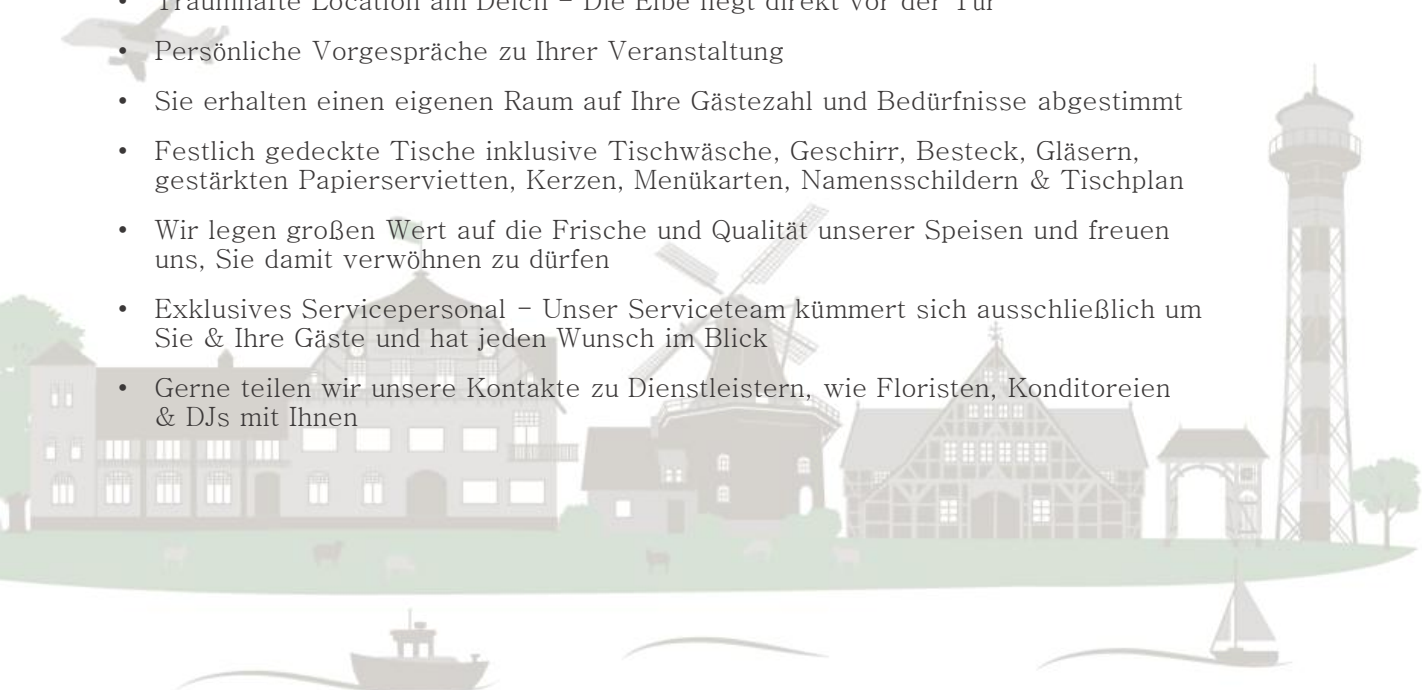 • Traumhafte Location am Deich – Die Elbe liegt direkt vor der Tür
• Persönliche Vorgespräche zu Ihrer Veranstaltung
• Sie erhalten einen eigenen Raum auf Ihre Gästezahl und Bedürfnisse abgestimmt
• Festlich gedeckte Tische inklusive Tischwäsche, Geschirr, Besteck, Gläsern,
gestärkten Papierservietten, Kerzen, Menükarten, Namensschildern & Tischplan
• Wir legen großen Wert auf die Frische und Qualität unserer Speisen und freuen
uns, Sie damit verwöhnen zu dürfen
• Exklusives Servicepersonal – Unser Serviceteam kümmert sich ausschließlich um
Sie & Ihre Gäste und hat jeden Wunsch im Blick
• Gerne teilen wir unsere Kontakte zu Dienstleistern, wie Floristen, Konditoreien
& DJs mit Ihnen